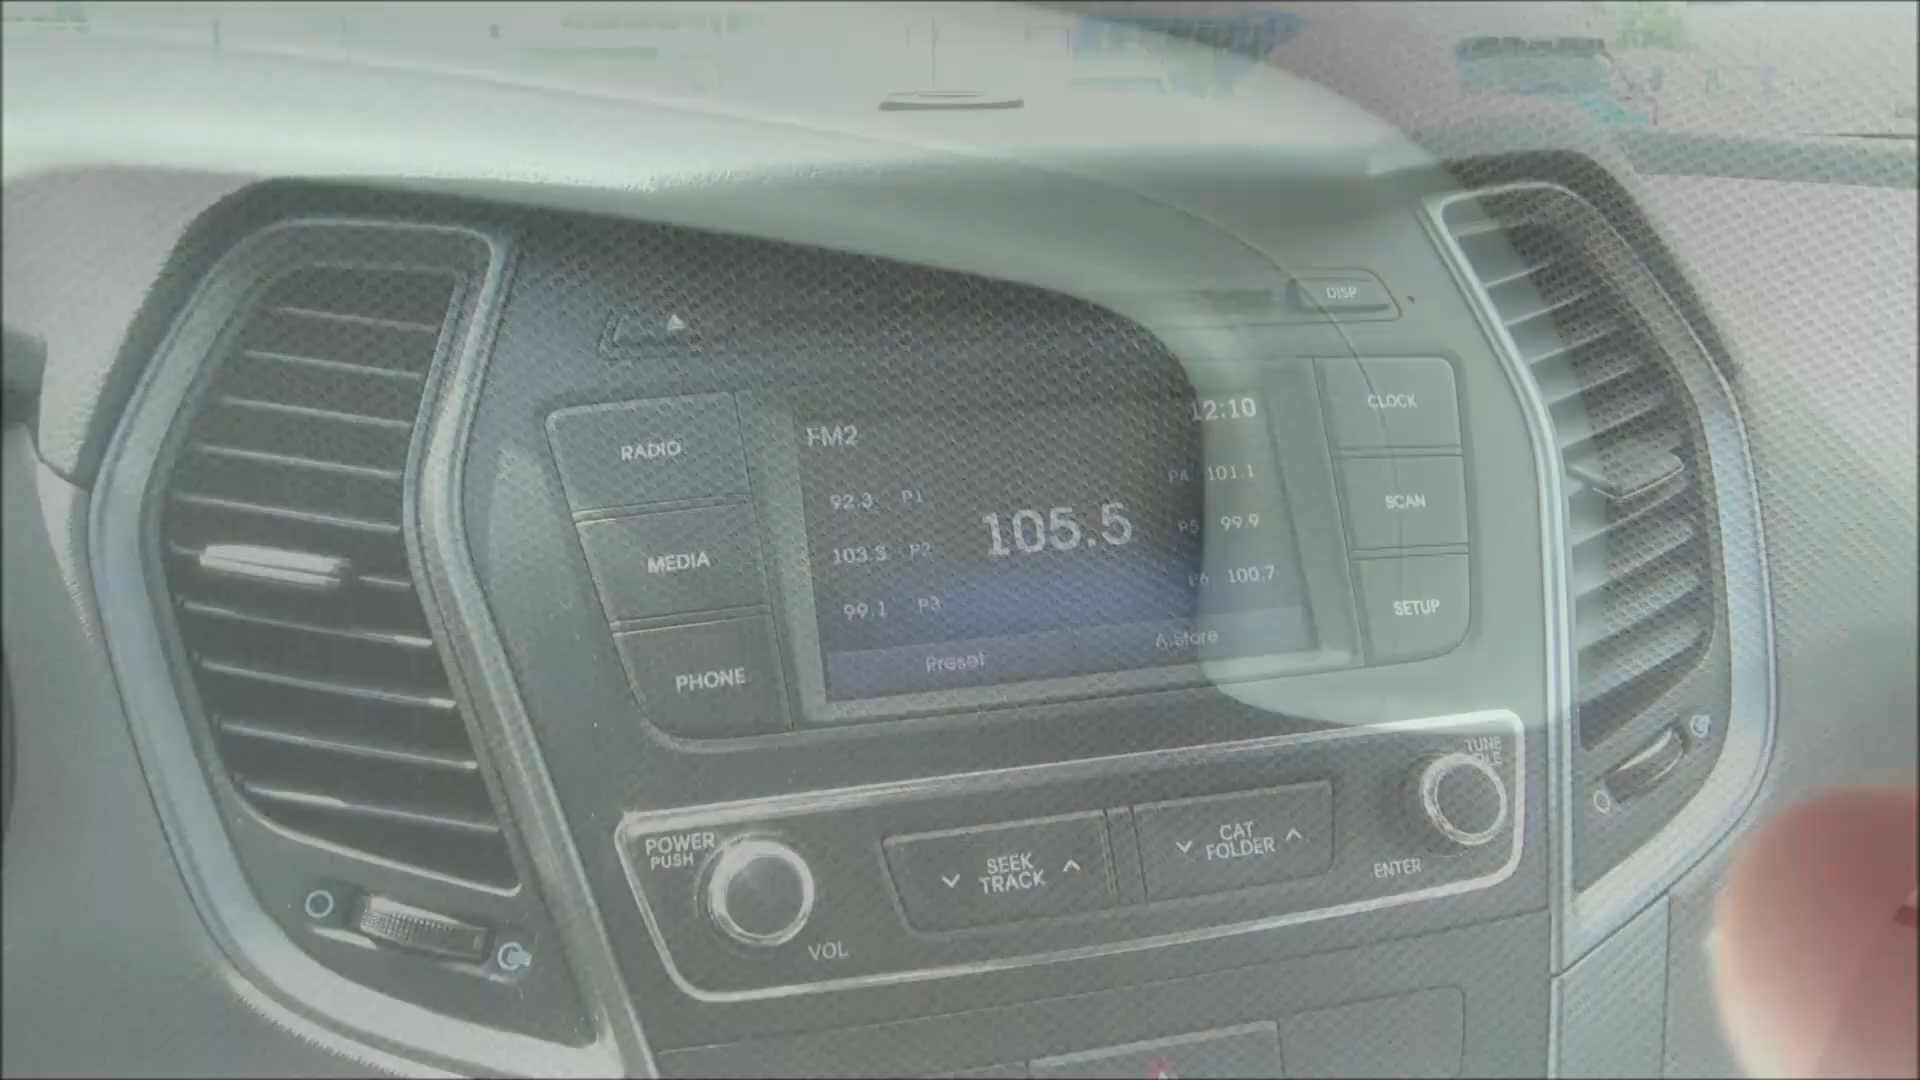 DISP
RADIO
MEDIA
PHONE
FM2
12:10
92.3 P1
103.3 P2
99.1 P3
105.5
P4 101.1
P5 99.9
P6 100.7
Preset
A.Store
CLOCK
SCAN
SETUP
POWER
PUSH
VOL
SEEK
TRACK
CAT
FOLDER
TUNE
ENTER